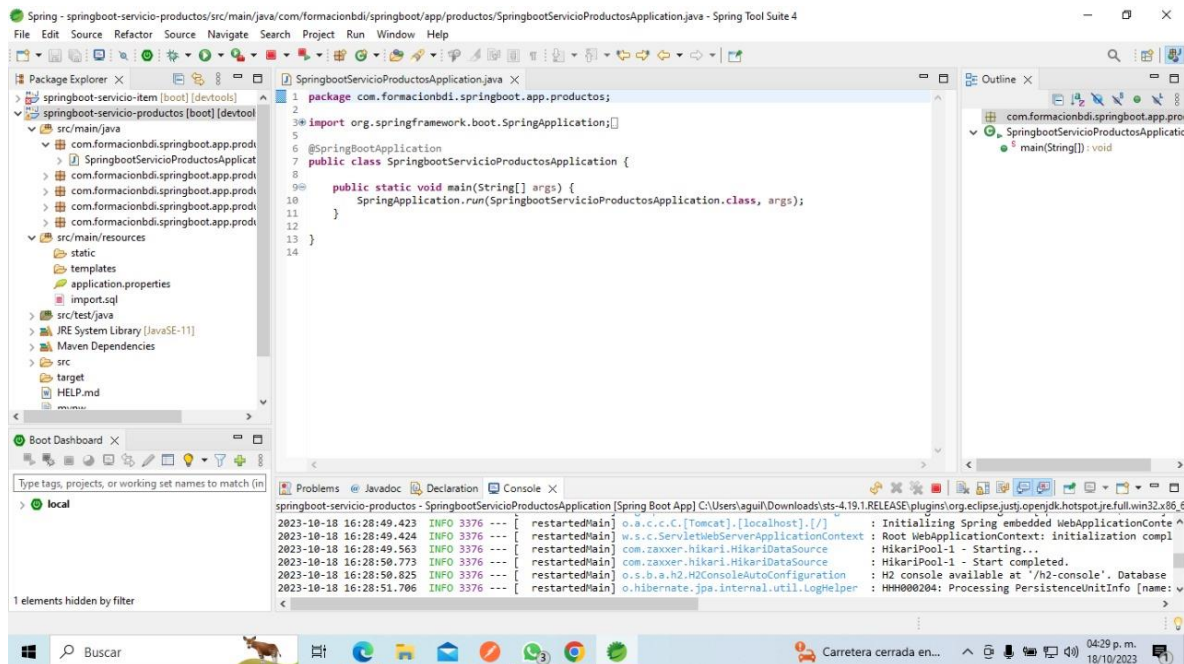 Spring - springboot-servicio-productos/src/main/java/com/formacionbdi/springboot/app/productos/SpringbootServicioProductosApplication.java - Spring Tool Suite 4
File Edit Source Refactor Source Navigate Search Project Run Window Help
Package Explorer
springboot-servicio-item [boot] [devtools]
springboot-servicio-productos [boot] [devtool
src/main/java
com.formacionbdi.springboot.app.produ
SpringbootServicioProductosApplicat
com.formacionbdi.springboot.app.produ
com.formacionbdi.springboot.app.produ
com.formacionbdi.springboot.app.produ
com.formacionbdi.springboot.app.produ
src/main/resources
static
templates
application.properties
import.sql
src/test/java
JRE System Library [JavaSE-11]
Maven Dependencies
src
target
HELP.md
SpringbootServicioProductosApplication.java
1 package com.formacionbdi.springboot.app.productos;
2
3 import org.springframework.boot.SpringApplication;
5
6 @SpringBootApplication
7 public class SpringbootServicioProductosApplication {
8
9 public static void main(String[] args) {
10 SpringApplication.run(SpringbootServicioProductosApplication.class, args);
11 }
12
13 }
14
Outline
com.formacionbdi.springboot.app.pro
SpringbootServicioProductosApplicatic
main(String[]) : void
Boot Dashboard
Type tags, projects, or working set names to match (in
local
1 elements hidden by filter
Problems Javadoc Declaration Console
springboot-servicio-productos - SpringbootServicioProductosApplication [Spring Boot App] C:\Users\aguil\Downloads\sts-4.19.1.RELEASE\plugins\org.eclipse.justj.openjdk.hotspot.jre.full.win32.x86_6
2023-10-18 16:28:49.423 INFO 3376 --- [ restartedMain] o.a.c.c.C.[Tomcat].[localhost].[/] : Initializing Spring embedded WebApplicationConte
2023-10-18 16:28:49.424 INFO 3376 --- [ restartedMain] w.s.c.ServletWebServerApplicationContext : Root WebApplicationContext: initialization compl
2023-10-18 16:28:49.563 INFO 3376 --- [ restartedMain] com.zaxxer.hikari.HikariDataSource : HikariPool-1 - Starting...
2023-10-18 16:28:50.773 INFO 3376 --- [ restartedMain] com.zaxxer.hikari.HikariDataSource : HikariPool-1 - Start completed.
2023-10-18 16:28:50.825 INFO 3376 --- [ restartedMain] o.s.b.a.h2.H2ConsoleAutoConfiguration : H2 console available at '/h2-console'. Database
2023-10-18 16:28:51.706 INFO 3376 --- [ restartedMain] o.hibernate.jpa.internal.util.LogHelper : HHH000204: Processing PersistenceUnitInfo [name:
Buscar
3
Carretera cerrada en...
04:29 p. m.
18/10/2023